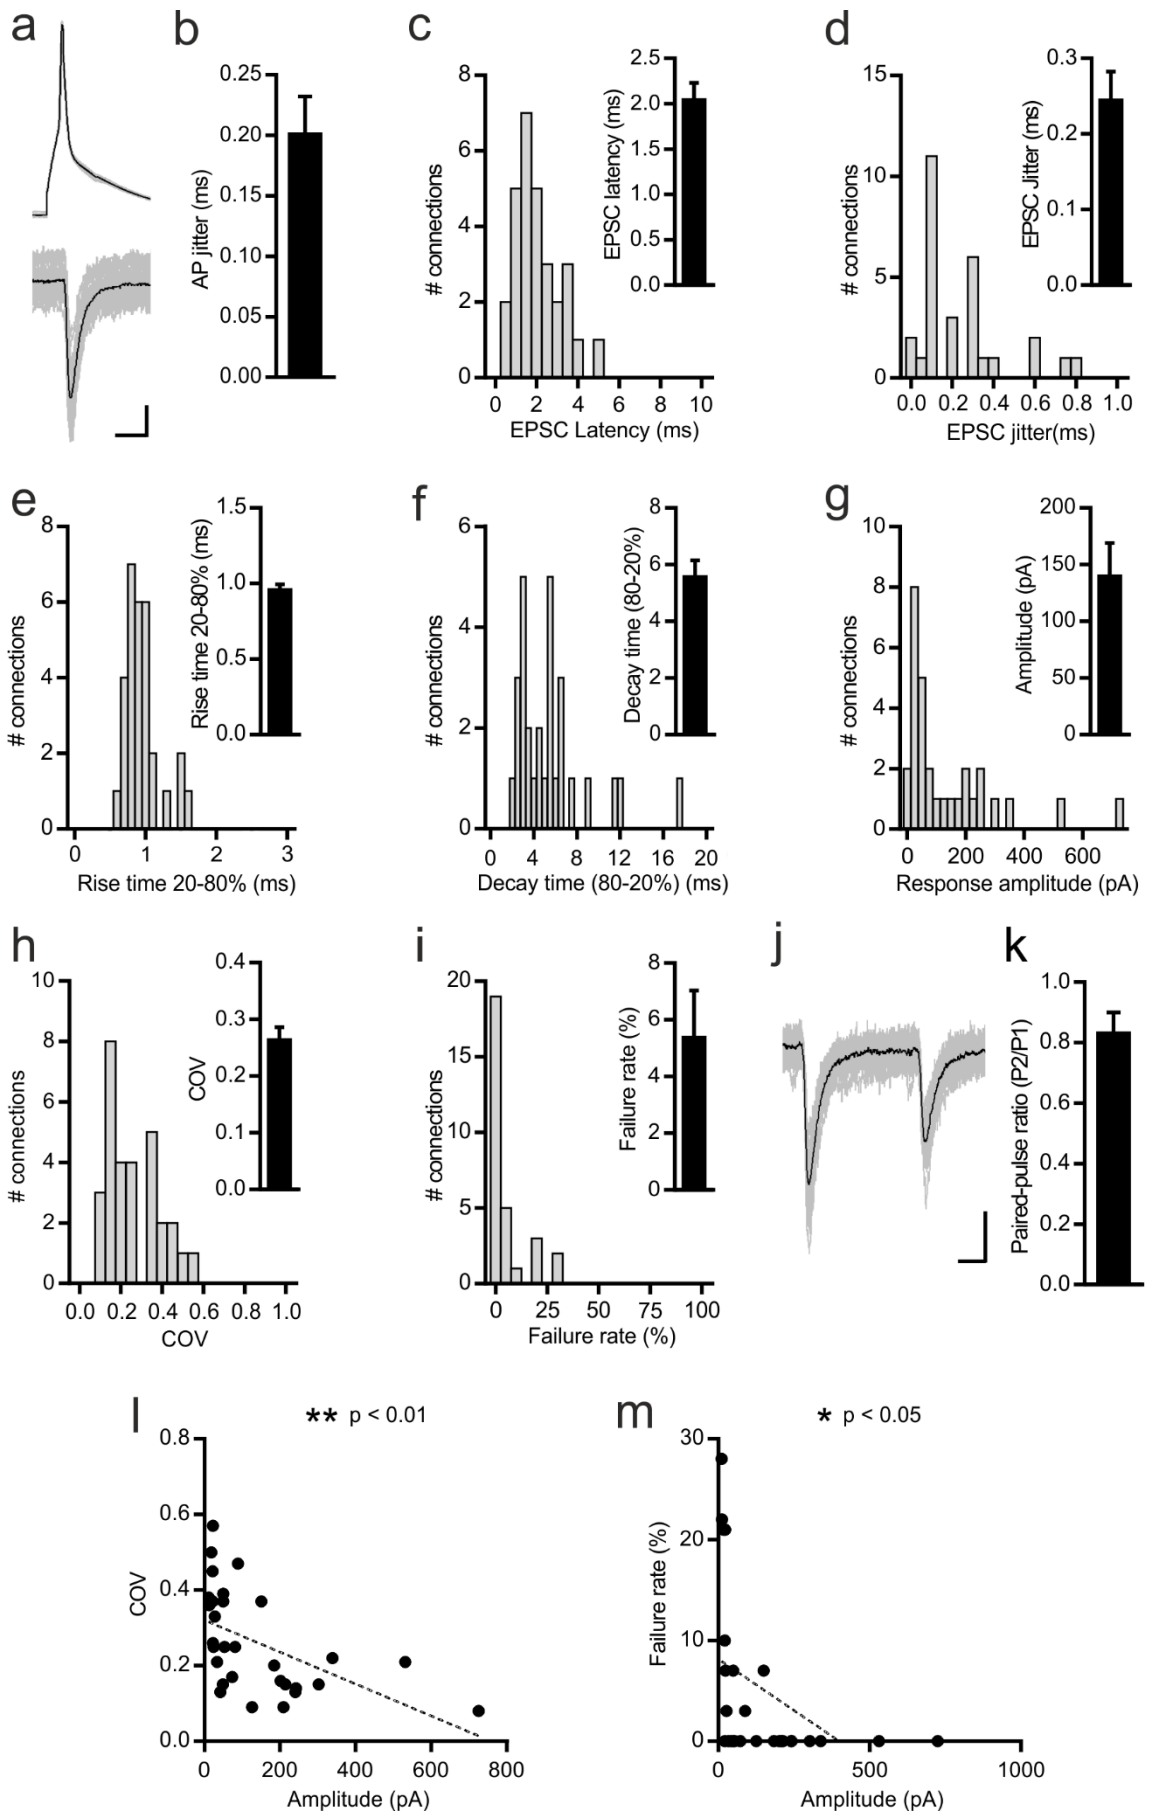 a
b
AP jitter (ms)
0.25
0.20
0.15
0.10
0.05
0.00
c
# connections
8
6
4
2
0
0 2 4 6 8 10
EPSC Latency (ms)
EPSC latency (ms)
2.5
2.0
1.5
1.0
0.5
0.0
d
# connections
15
10
5
0
0.0 0.2 0.4 0.6 0.8 1.0
EPSC jitter(ms)
EPSC Jitter (ms)
0.3
0.2
0.1
0.0
e
# connections
8
6
4
2
0
0 1 2 3
Rise time 20-80% (ms)
Rise time 20-80% (ms)
1.5
1.0
0.5
0.0
f
# connections
6
4
2
0
0 4 8 12 16 20
Decay time (80-20%) (ms)
Decay time (80-20%)
8
6
4
2
0
g
# connections
10
8
6
4
2
0
0 200 400 600
Response amplitude (pA)
Amplitude (pA)
200
150
100
50
0
h
# connections
10
8
6
4
2
0
0.0 0.2 0.4 0.6 0.8 1.0
COV
COV
0.4
0.3
0.2
0.1
0.0
i
# connections
20
15
10
5
0
0 25 50 75 100
Failure rate (%)
Failure rate (%)
8
6
4
2
0
j
k
Paired-pulse ratio (P2/P1)
1.0
0.8
0.6
0.4
0.2
0.0
l
** p < 0.01
COV
0.8
0.6
0.4
0.2
0.0
0 200 400 600 800
Amplitude (pA)
m
* p < 0.05
Failure rate (%)
30
20
10
0
0 500 1000
Amplitude (pA)